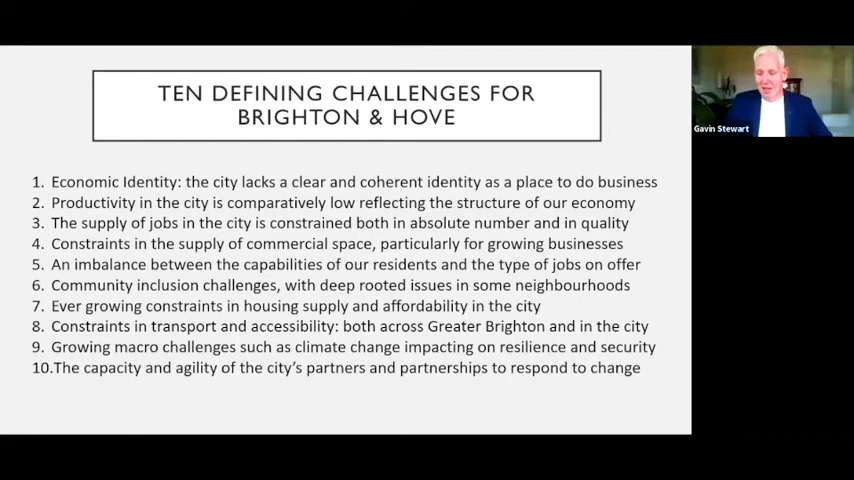 TEN DEFINING CHALLENGES FOR
BRIGHTON & HOVE
1. Economic Identity: the city lacks a clear and coherent identity as a place to do business
2. Productivity in the city is comparatively low reflecting the structure of our economy
3. The supply of jobs in the city is constrained both in absolute number and in quality
4. Constraints in the supply of commercial space, particularly for growing businesses
5. An imbalance between the capabilities of our residents and the type of jobs on offer
6. Community inclusion challenges, with deep rooted issues in some neighbourhoods
7. Ever growing constraints in housing supply and affordability in the city
8. Constraints in transport and accessibility: both across Greater Brighton and in the city
9. Growing macro challenges such as climate change impacting on resilience and security
10.The capacity and agility of the city's partners and partnerships to respond to change
Gavin Stewart